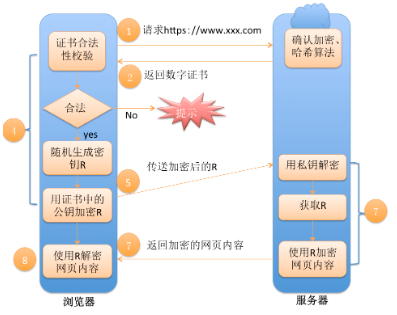 1
请求https://www.xxx.com
证书合法
性校验
确认加密、
哈希算法
2
返回数字证书
合法
No
提示
yes
4
随机生成密
钥R
5
传送加密后的R
用私钥解密
用证书中的
公钥加密R
获取R
7
7
返回加密的网页内容
8
使用R解密
网页内容
使用R加密
网页内容
浏览器
服务器